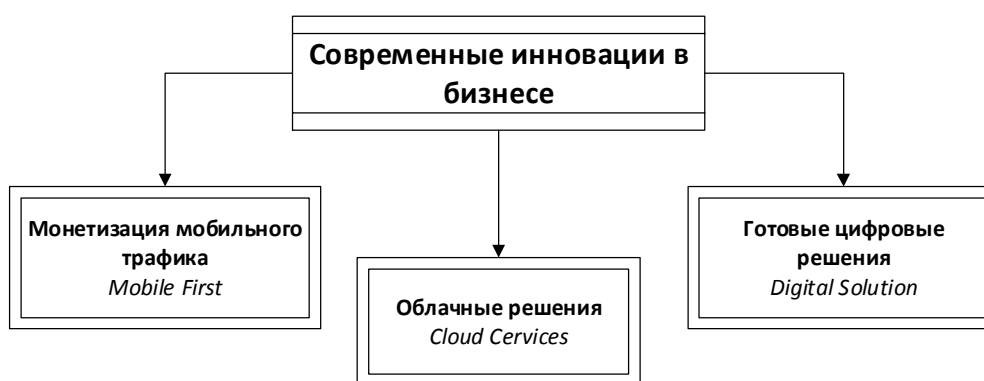 Современные инновации в
бизнесе
Монетизация мобильного
трафика
Mobile First
Облачные решения
Cloud Cervices
Готовые цифровые
решения
Digital Solution